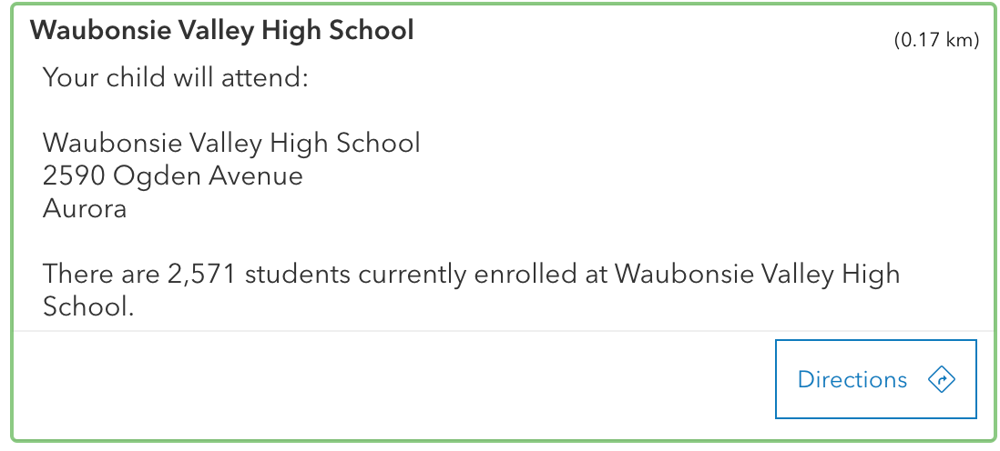 Waubonsie Valley High School
(0.17 km)
Your child will attend:
Waubonsie Valley High School
2590 Ogden Avenue
Aurora
There are 2,571 students currently enrolled at Waubonsie Valley High
School.
Directions